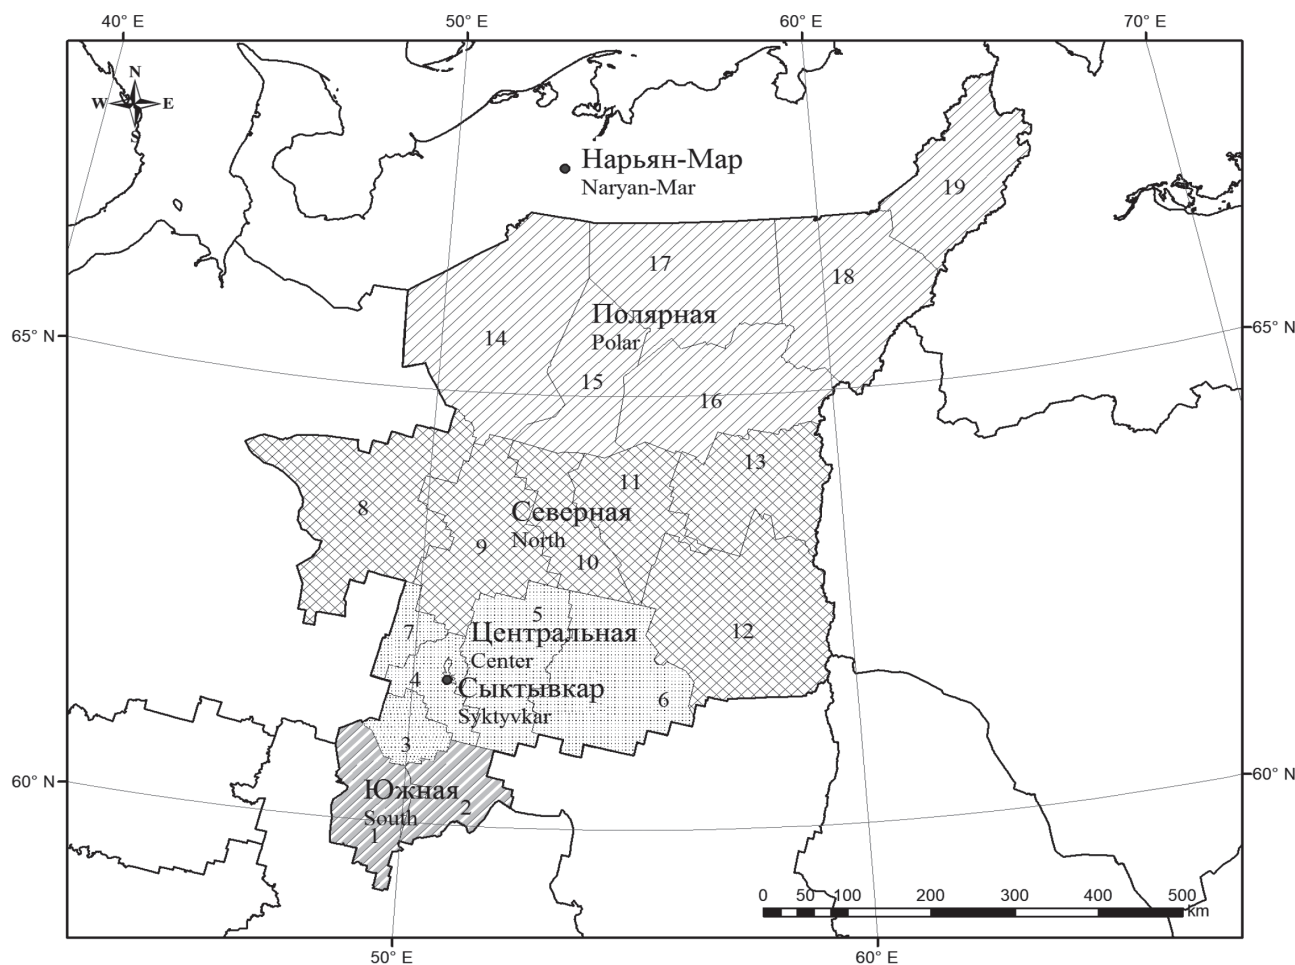 40° E
50° E
60° E
70° E
N
W
E
S
Нарьян-Мар
Naryan-Mar
19
17
18
65° N
65° N
Полярная
Polar
14
15
16
13
11
8
Северная
North
9
10
5
12
7
Центральная
Center
4
Сыктывкар
Syktyvkar
6
3
60° N
60° N
Южная
2
South
1
0 50 100 200 300 400 500
km
50° E
60° E